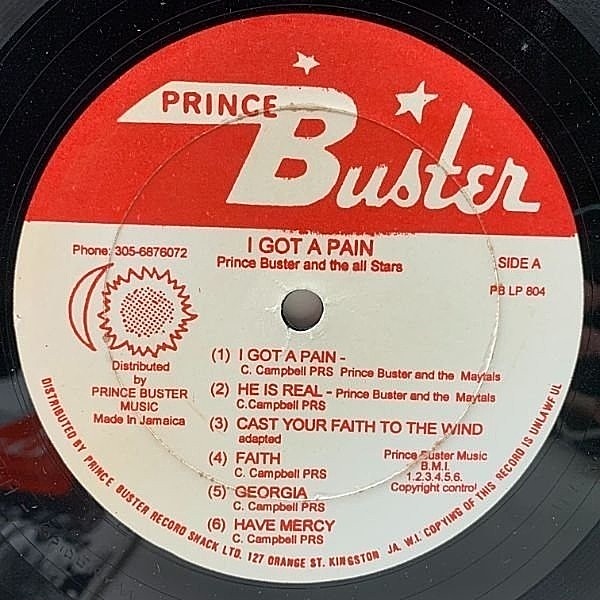 PRINCE
Buster
I GOT A PAIN
Prince Buster and the all Stars
Phone: 305-6876072
SIDE A
PB LP 804
Distributed
by
PRINCE BUSTER
MUSIC
Made In Jamaica
(1) I GOT A PAIN -
C. Campbell PRS Prince Buster and the Maytals
(2) HE IS REAL - Prince Buster and the Maytals
C.Campbell PRS
(3) CAST YOUR FAITH TO THE WIND
adapted
(4) FAITH
C. Campbell PRS
(5) GEORGIA
C. Campbell PRS
(6) HAVE MERCY
C. Campbell PRS
Prince Buster Music
B.M.I.
1.2.3.4.5.6.
Copyright control
DISTRIBUTED BY PRINCE BUSTER RECORD SHACK LTD. 127 ORANGE ST. KINGSTON JA. W.I. COPYING OF THIS RECORD IS UNLAWF UL